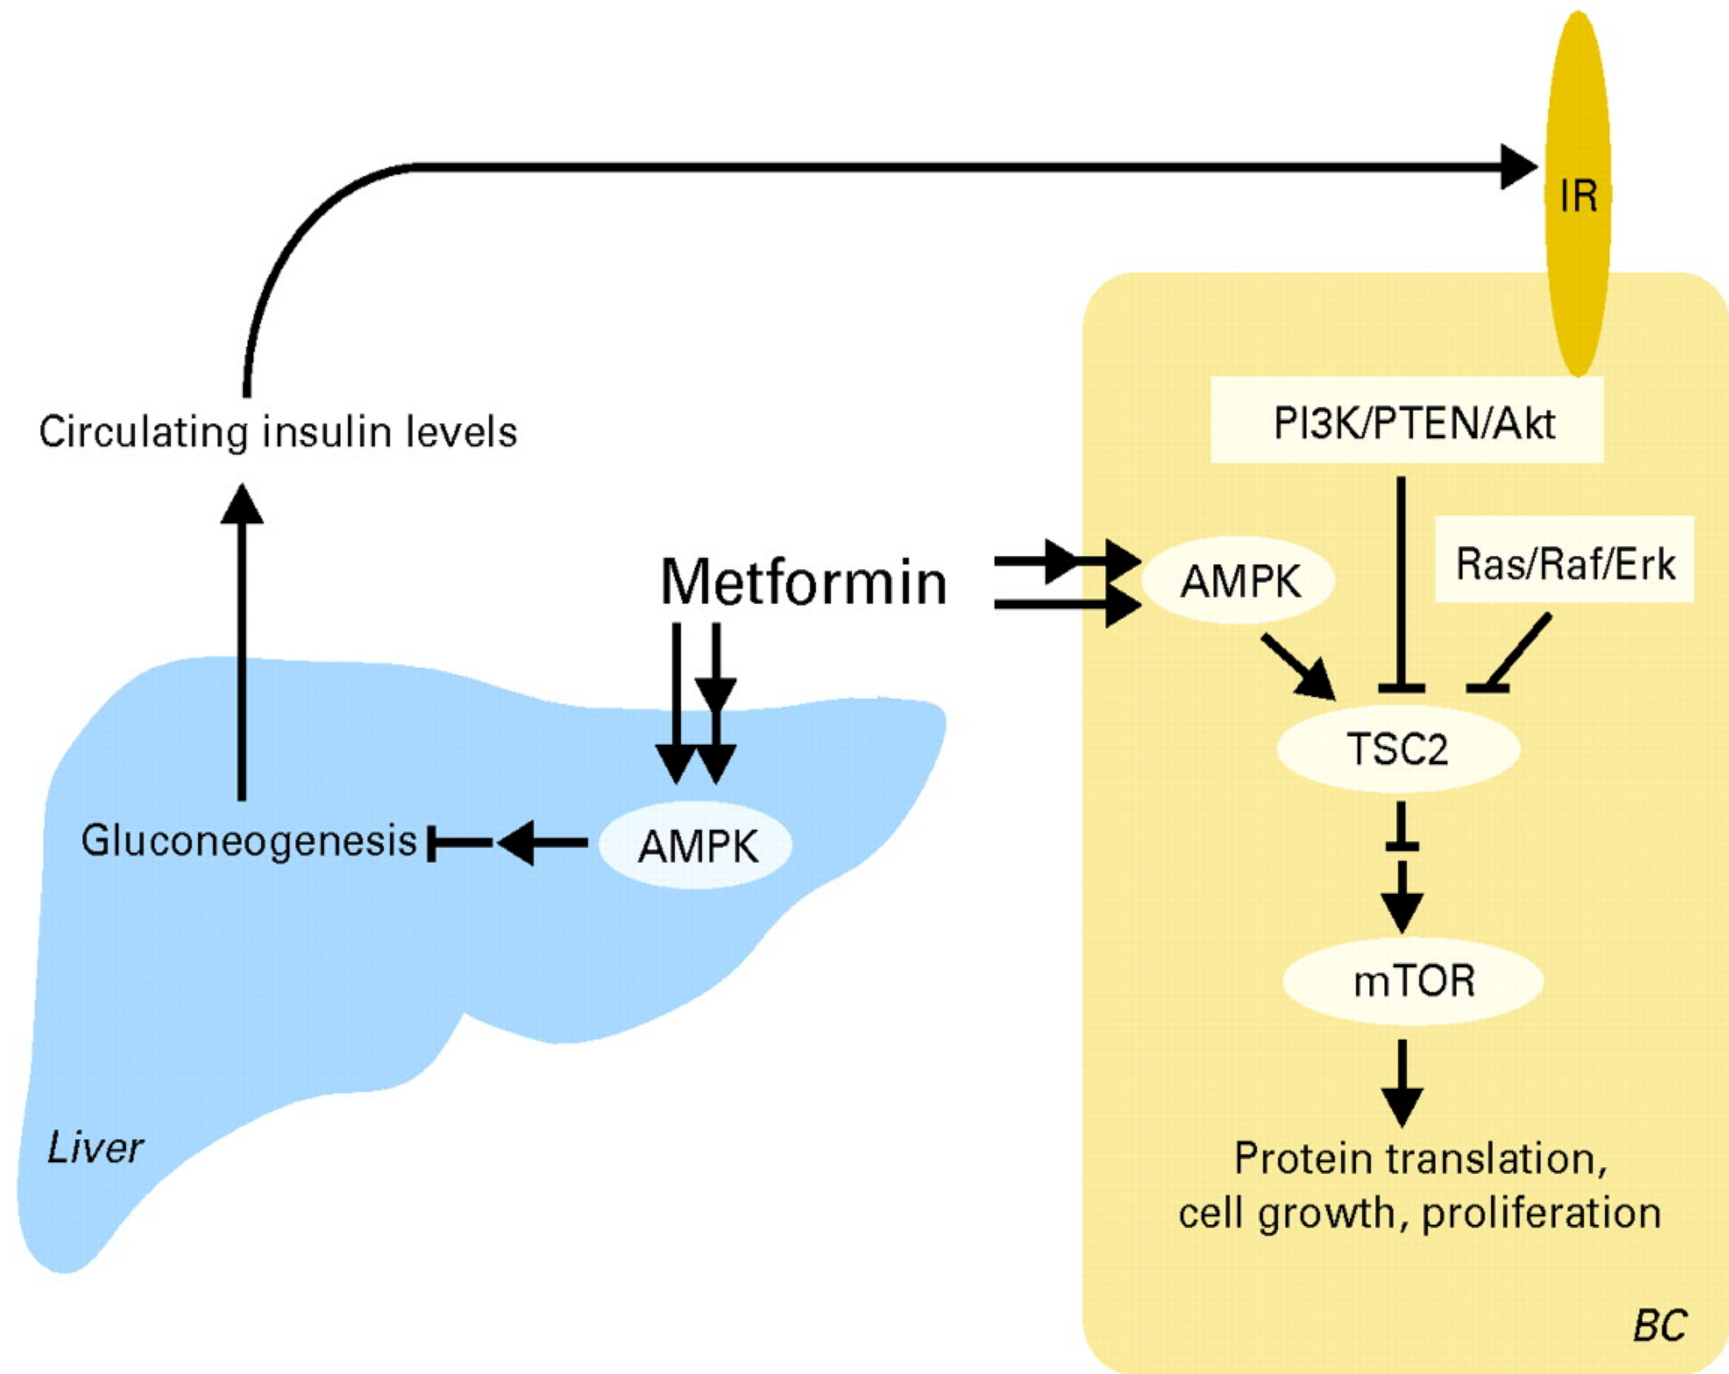 IR
Circulating insulin levels
PI3K/PTEN/Akt
Ras/Raf/Erk
Metformin
AMPK
TSC2
Gluconeogenesis
AMPK
mTOR
Liver
Protein translation,
cell growth, proliferation
BC